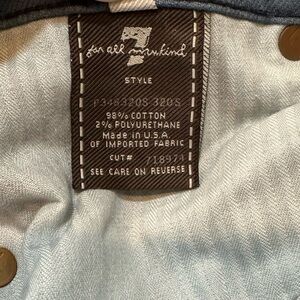 7
for all mankind
STYLE
P348320S 320S
98% COTTON
2% POLYURETHANE
Made in U.S.A.
OF IMPORTED FABRIC
CUT# 718974
SEE CARE ON REVERSE